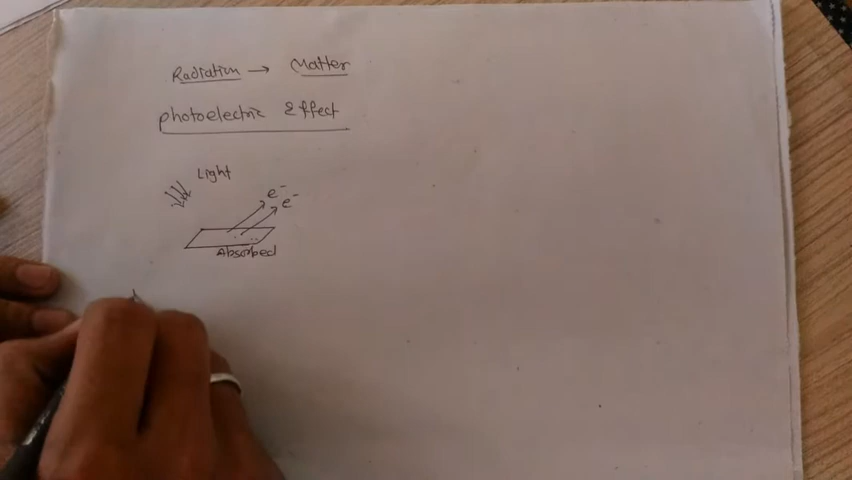 Radiation → Matter
photoelectric Effect
Light
e⁻
e⁻
Absorbed